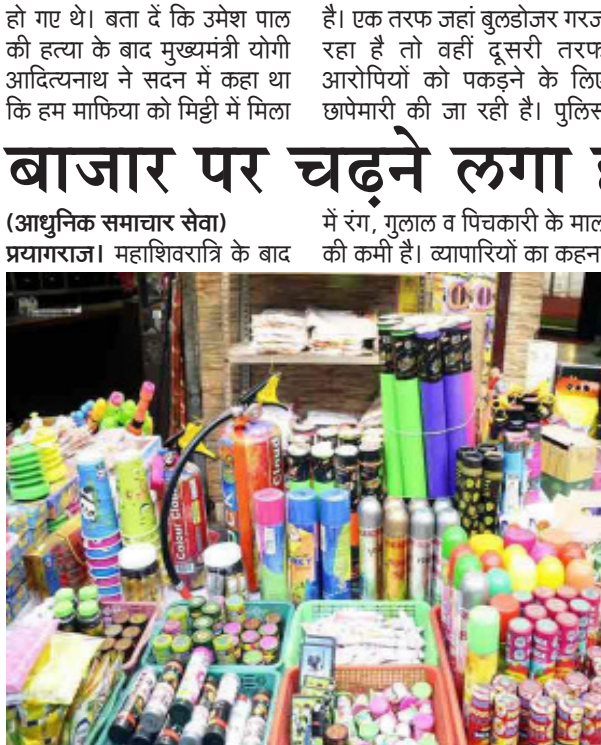 हो गए थे। बता दें कि उमेश पाल
की हत्या के बाद मुख्यमंत्री योगी
आदित्यनाथ ने सदन में कहा था
कि हम माफिया को मिट्टी में मिला
है। एक तरफ जहां बुलडोजर गरज
रहा है तो वहीं दूसरी तरफ
आरोपियों को पकड़ने के लिए
छापेमारी की जा रही है। पुलिस
बाजार पर चढ़ने लगा
(आधुनिक समाचार सेवा)
प्रयागराज। महाशिवरात्रि के बाद
में रंग, गुलाल व पिचकारी के माल
की कमी है। व्यापारियों का कहना
Colour Cloud
Cloud